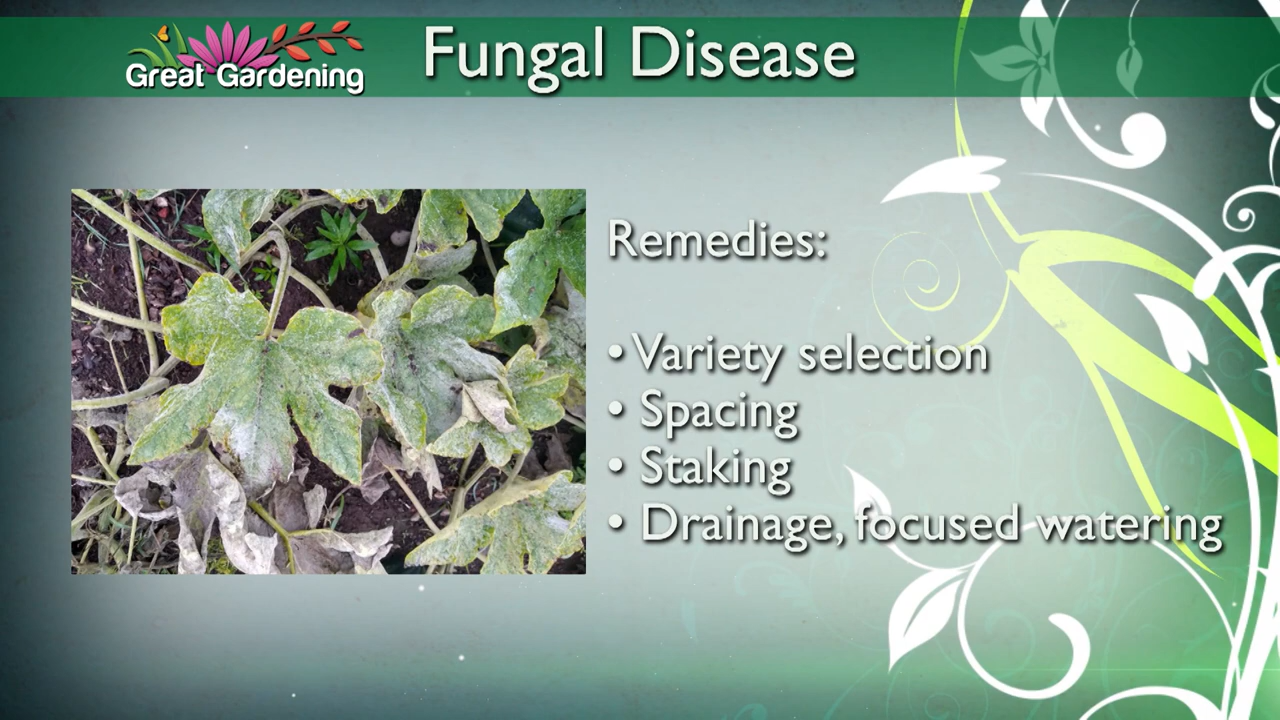 Great Gardening
Fungal Disease
Remedies:
• Variety selection
• Spacing
• Staking
• Drainage, focused watering